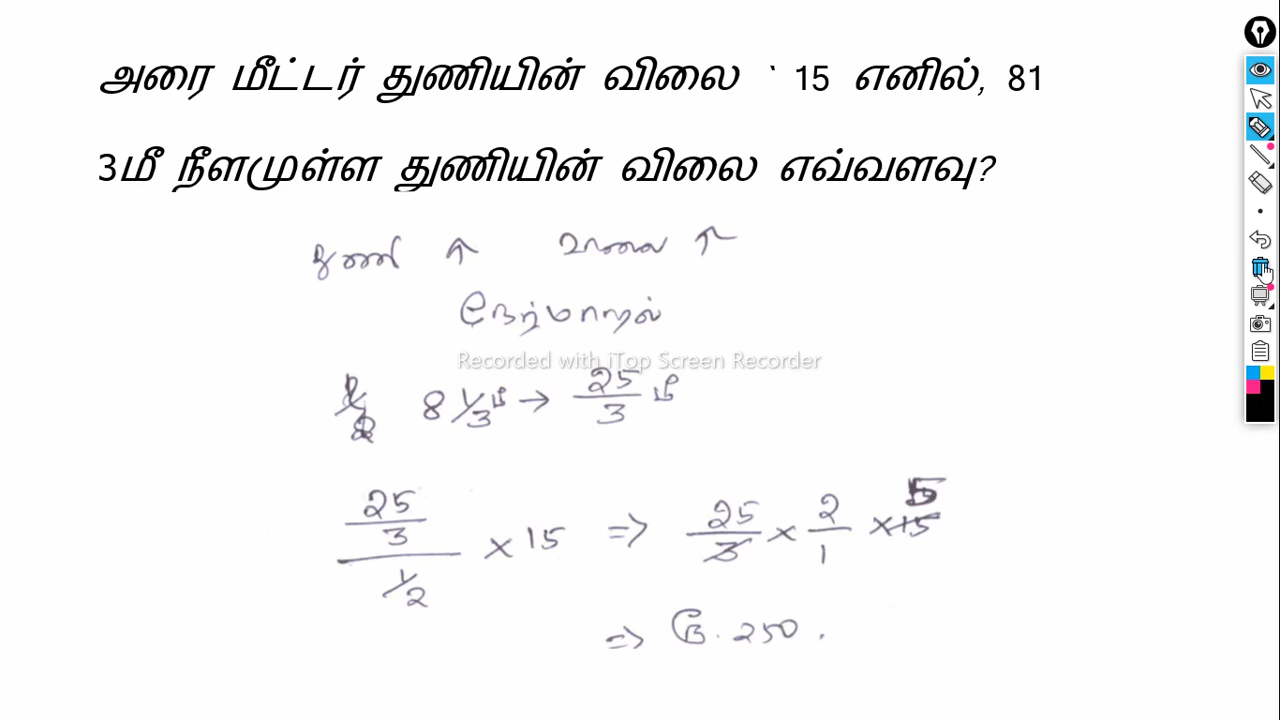 அரை மீட்டர் துணியின் விலை ` 15 எனில், 81
3மீ நீளமுள்ள துணியின் விலை எவ்வளவு?
துணி ↑ விலை ↑
நேர்மாறல்
Recorded with iTop Screen Recorder
8 1/3 மீ → 25/3 மீ
25/3 / 1/2 × 15 => 25/3 × 2/1 × 15 5
=> ரூ. 250.